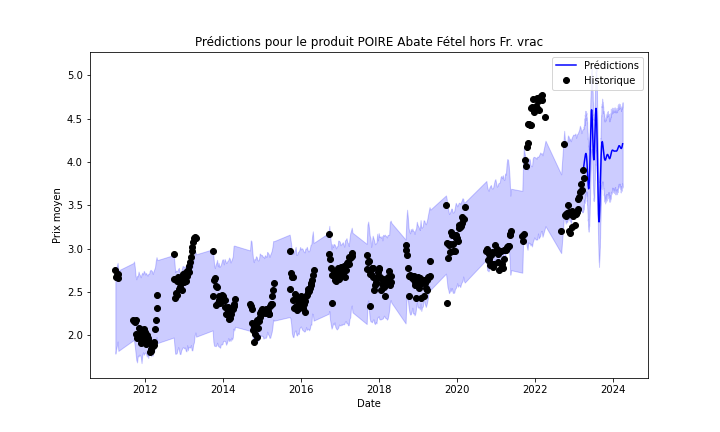 Prédictions pour le produit POIRE Abate Fétel hors Fr. vrac
Prédictions
Historique
5.0
4.5
4.0
3.5
3.0
2.5
2.0
Prix moyen
2012 2014 2016 2018 2020 2022 2024
Date